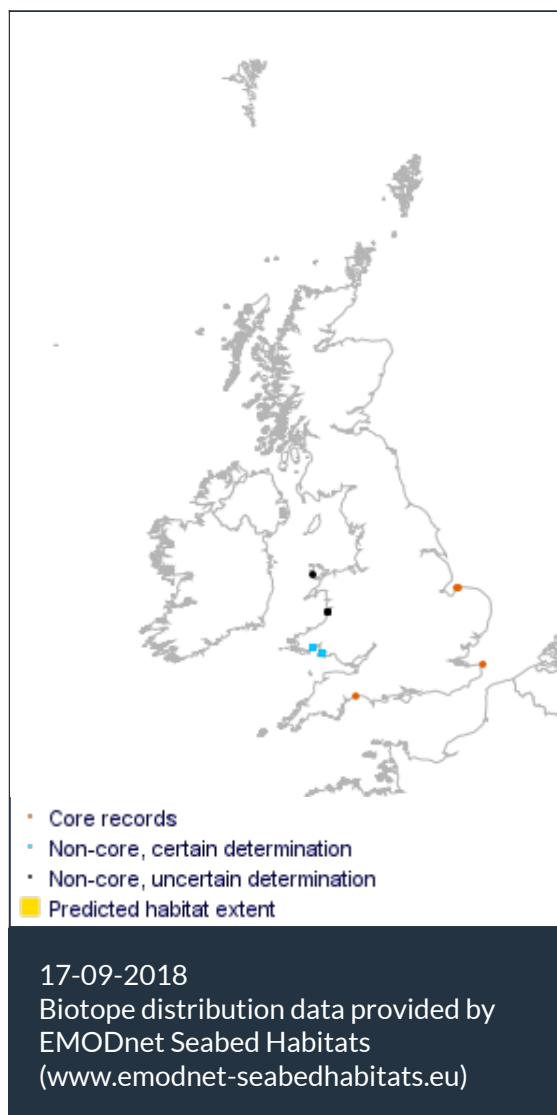 Core records
Non-core, certain determination
Non-core, uncertain determination
Predicted habitat extent
17-09-2018
Biotope distribution data provided by
EMODnet Seabed Habitats
(www.emodnet-seabedhabitats.eu)